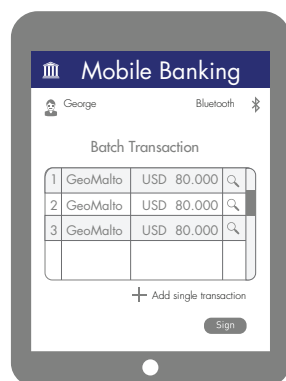 Mobile Banking
George Bluetooth
Batch Transaction
1 GeoMalto USD 80.000
2 GeoMalto USD 80.000
3 GeoMalto USD 80.000
Add single transaction
Sign